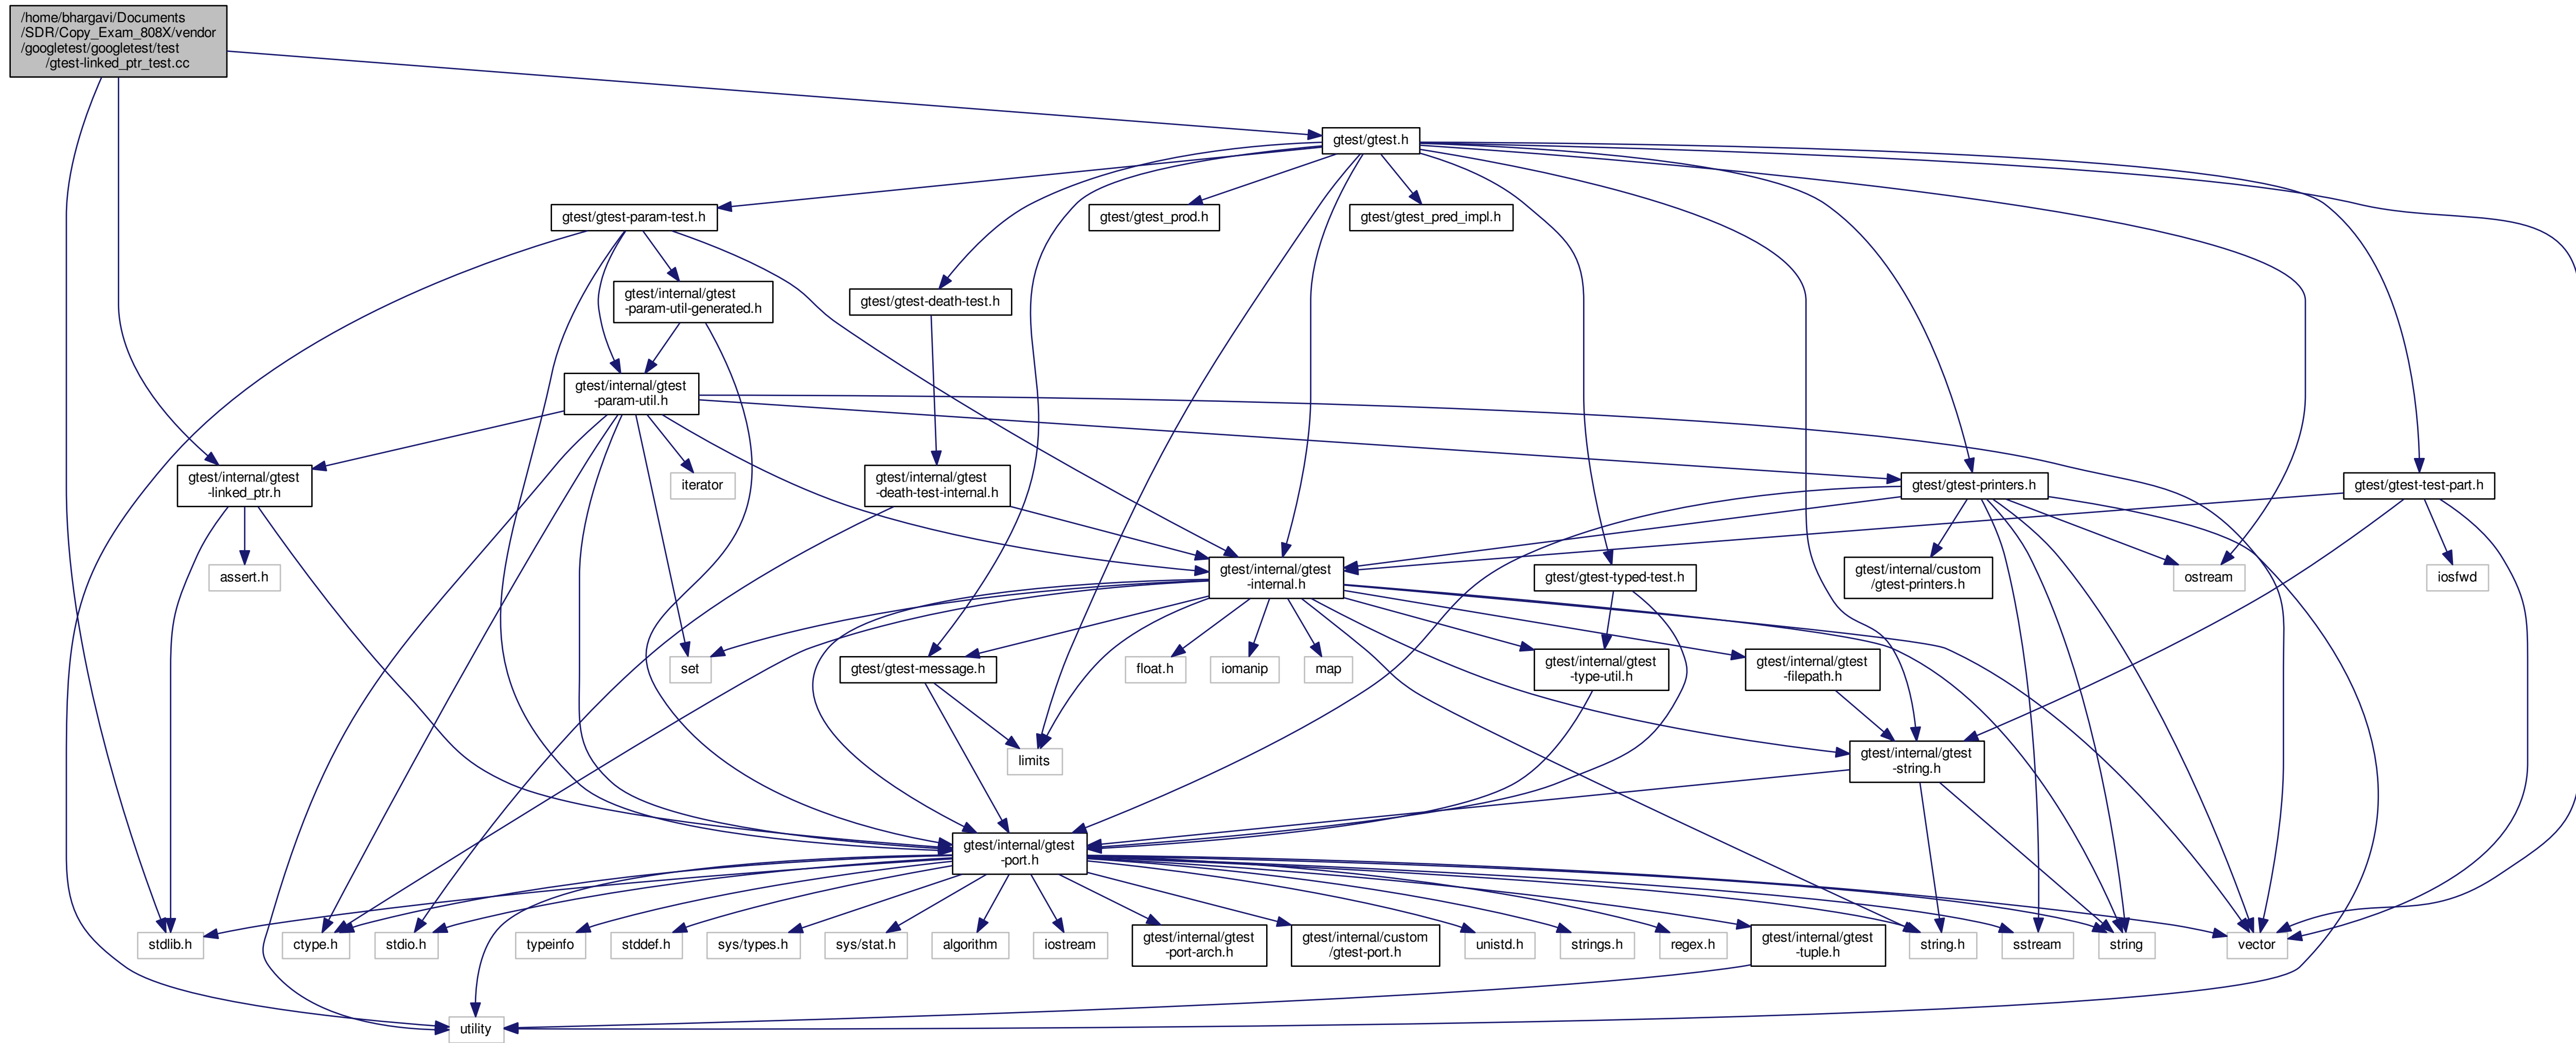 /home/bhargavi/Documents
/SDR/Copy_Exam_808X/vendor
/googletest/googletest/test
/gtest-linked_ptr_test.cc
gtest/gtest.h
gtest/gtest-param-test.h
gtest/gtest_prod.h
gtest/gtest_pred_impl.h
gtest/internal/gtest
-param-util-generated.h
gtest/gtest-death-test.h
gtest/internal/gtest
-param-util.h
gtest/internal/gtest
-linked_ptr.h
iterator
gtest/internal/gtest
-death-test-internal.h
gtest/gtest-printers.h
gtest/gtest-test-part.h
assert.h
gtest/internal/gtest
-internal.h
gtest/gtest-typed-test.h
gtest/internal/custom
/gtest-printers.h
ostream
iosfwd
set
gtest/gtest-message.h
float.h
iomanip
map
gtest/internal/gtest
-type-util.h
gtest/internal/gtest
-filepath.h
limits
gtest/internal/gtest
-string.h
gtest/internal/gtest
-port.h
stdlib.h
ctype.h
stdio.h
typeinfo
stddef.h
sys/types.h
sys/stat.h
algorithm
iostream
gtest/internal/gtest
-port-arch.h
gtest/internal/custom
/gtest-port.h
unistd.h
strings.h
regex.h
gtest/internal/gtest
-tuple.h
string.h
sstream
string
vector
utility